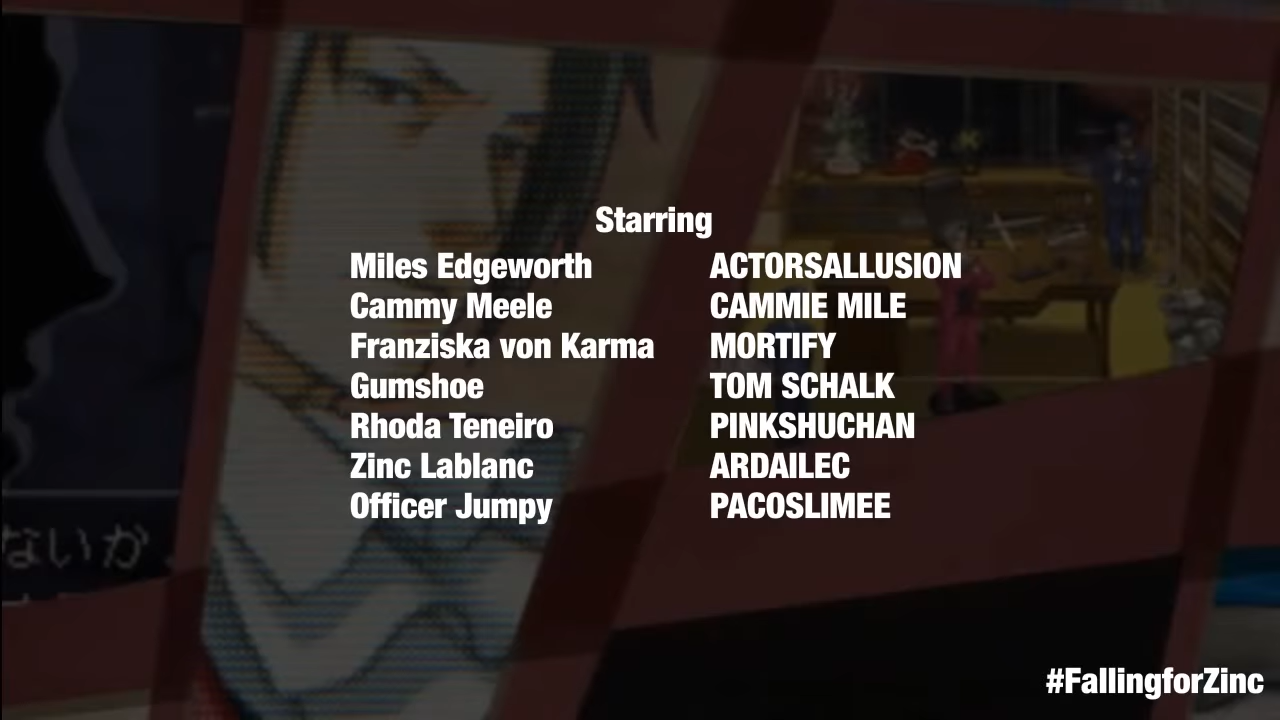 Starring
Miles Edgeworth ACTORSALLUSION
Cammy Meele CAMMIE MILE
Franziska von Karma MORTIFY
Gumshoe TOM SCHALK
Rhoda Teneiro PINKSHUCHAN
Zinc Lablanc ARDAILEC
Officer Jumpy PACOSLIMEE
ないか
#FallingforZinc